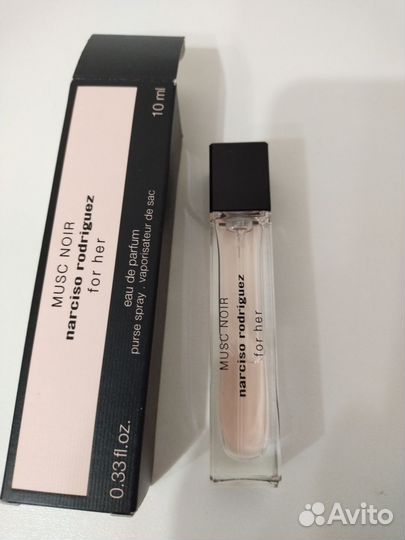 MUSC NOIR
narciso rodriguez
for her
eau de parfum
purse spray · vaporisateur de sac
10 ml
0.33 fl.oz.
MUSC NOIR
narciso rodriguez
for her
Avito